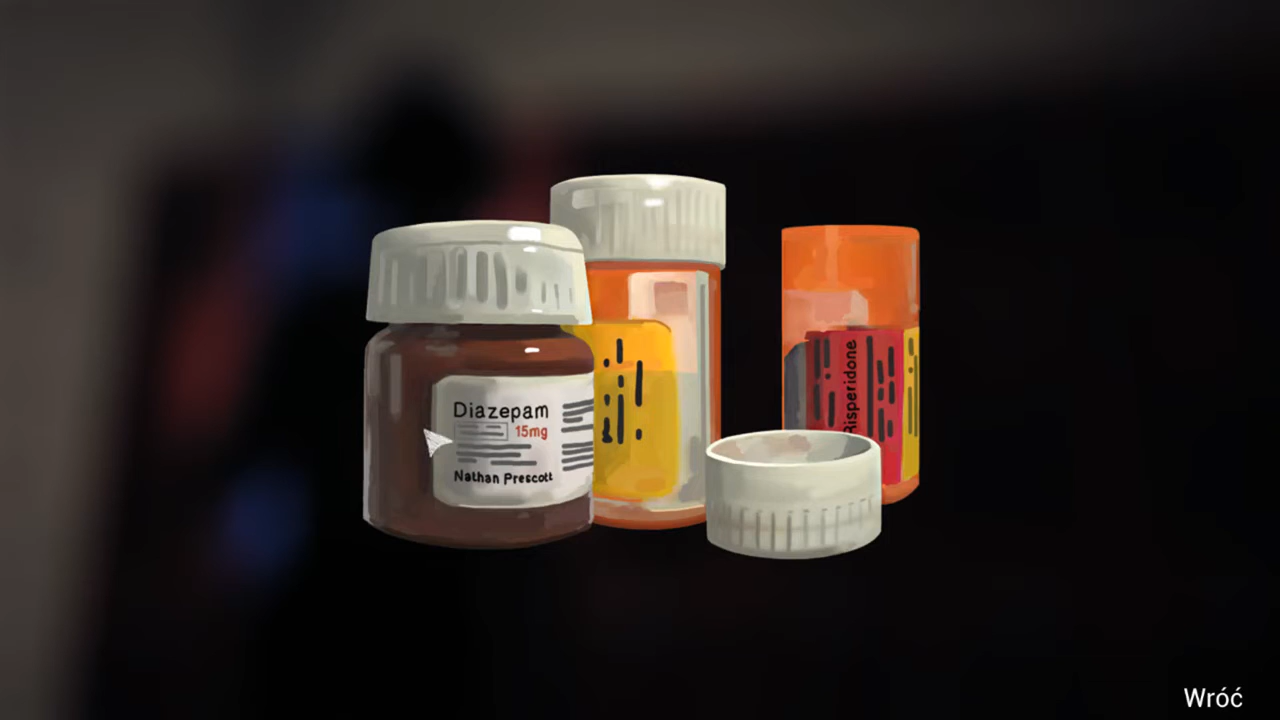 Diazepam
15mg
Nathan Prescott
Risperidone
Wróć